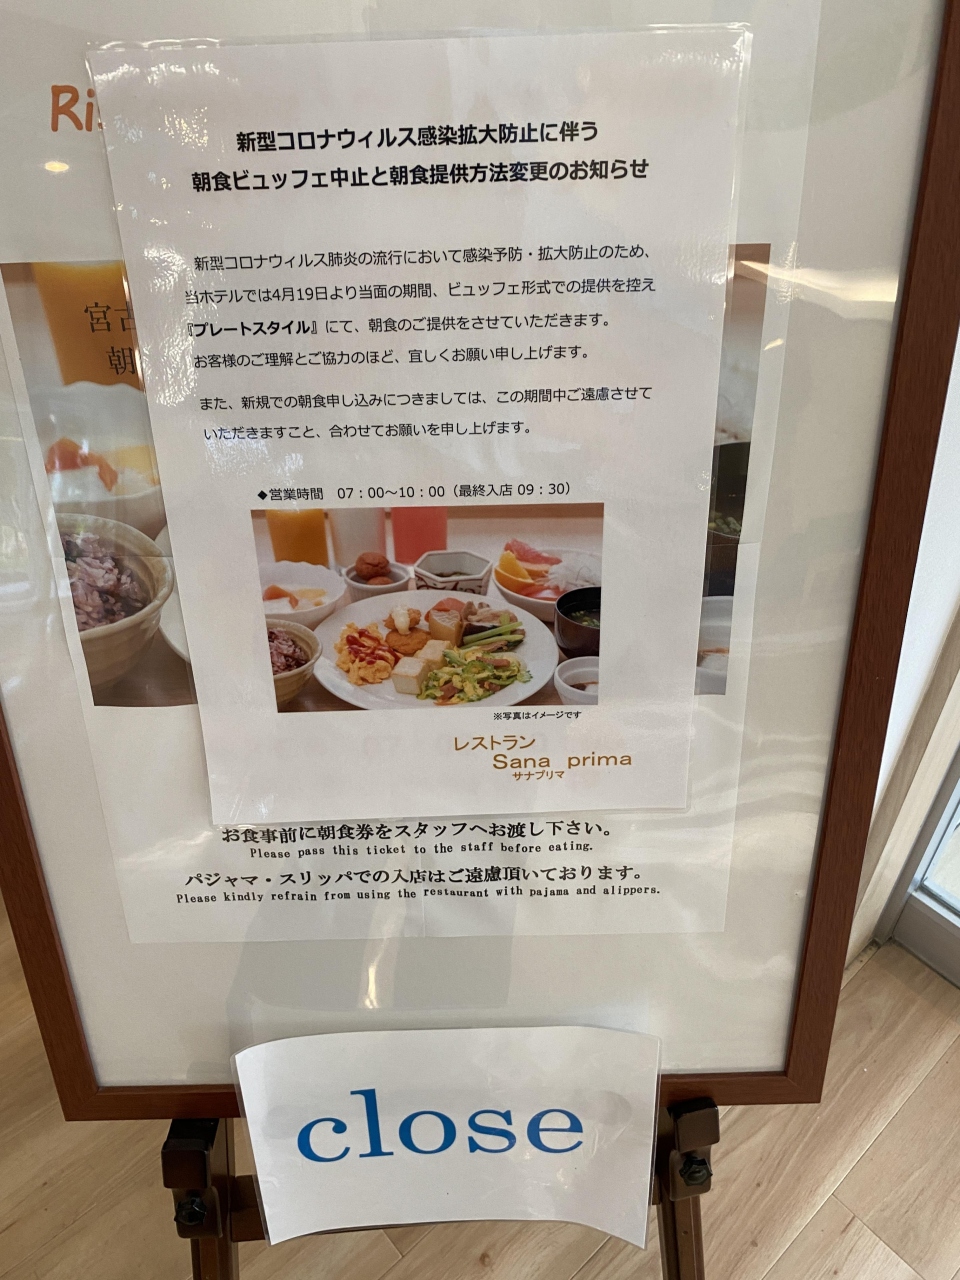 Ris
新型コロナウィルス感染拡大防止に伴う
朝食ビュッフェ中止と朝食提供方法変更のお知らせ
新型コロナウィルス肺炎の流行において感染予防・拡大防止のため、
当ホテルでは4月19日より当面の期間、ビュッフェ形式での提供を控え
『プレートスタイル』にて、朝食のご提供をさせていただきます。
お客様のご理解とご協力のほど、宜しくお願い申し上げます。
また、新規での朝食申し込みにつきましては、この期間中ご遠慮させて
いただきますこと、合わせてお願いを申し上げます。
宮古
朝
◆営業時間 07：00～10：00（最終入店 09：30）
※写真はイメージです
レストラン
Sana prima
サナプリマ
お食事前に朝食券をスタッフへお渡し下さい。
Please pass this ticket to the staff before eating.
パジャマ・スリッパでの入店はご遠慮頂いております。
Please kindly refrain from using the restaurant with pajama and alippers.
close